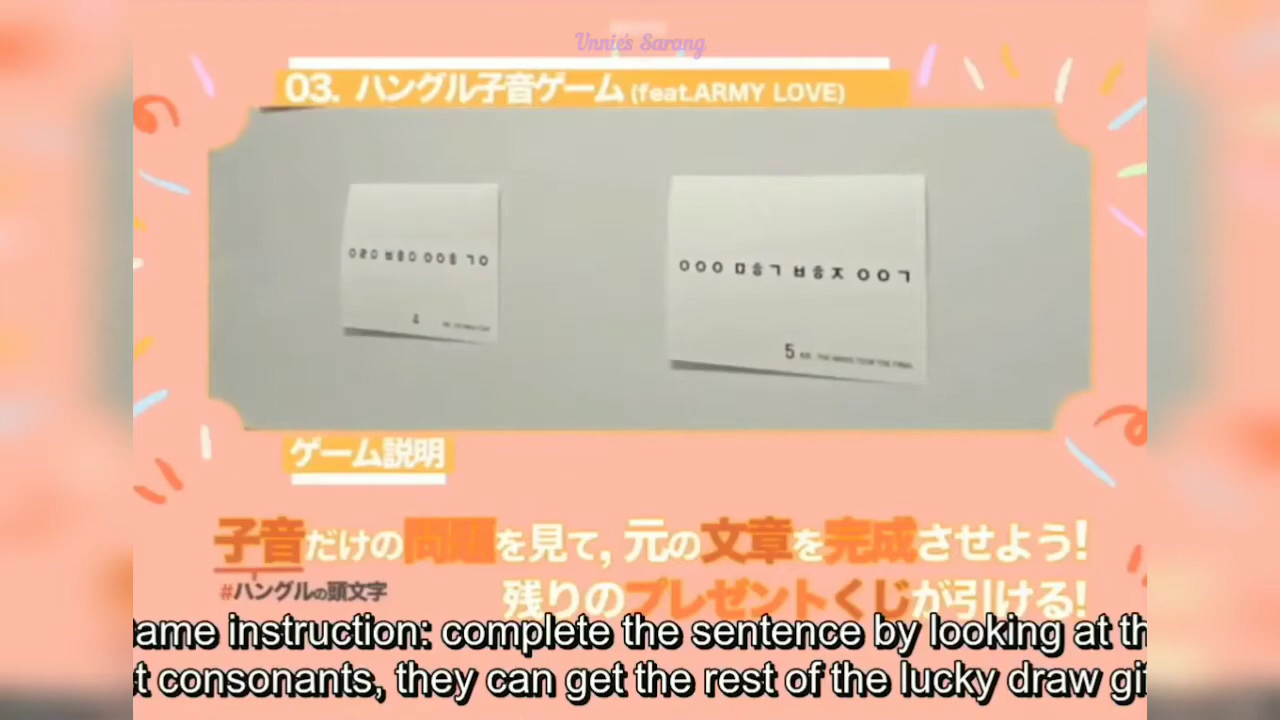 Unnie's Sarang
03. ハングル子音ゲーム (feat.ARMY LOVE)
ㅇㅇㅇ ㅁㅎㄱ ㅂㅎㅈ ㅇㅇㄱ
4
5
ゲーム説明
子音だけの問題を見て, 元の文章を完成させよう!
#ハングルの頭文字
残りのプレゼントくじが引ける!
ame instruction: complete the sentence by looking at th
t consonants, they can get the rest of the lucky draw gi